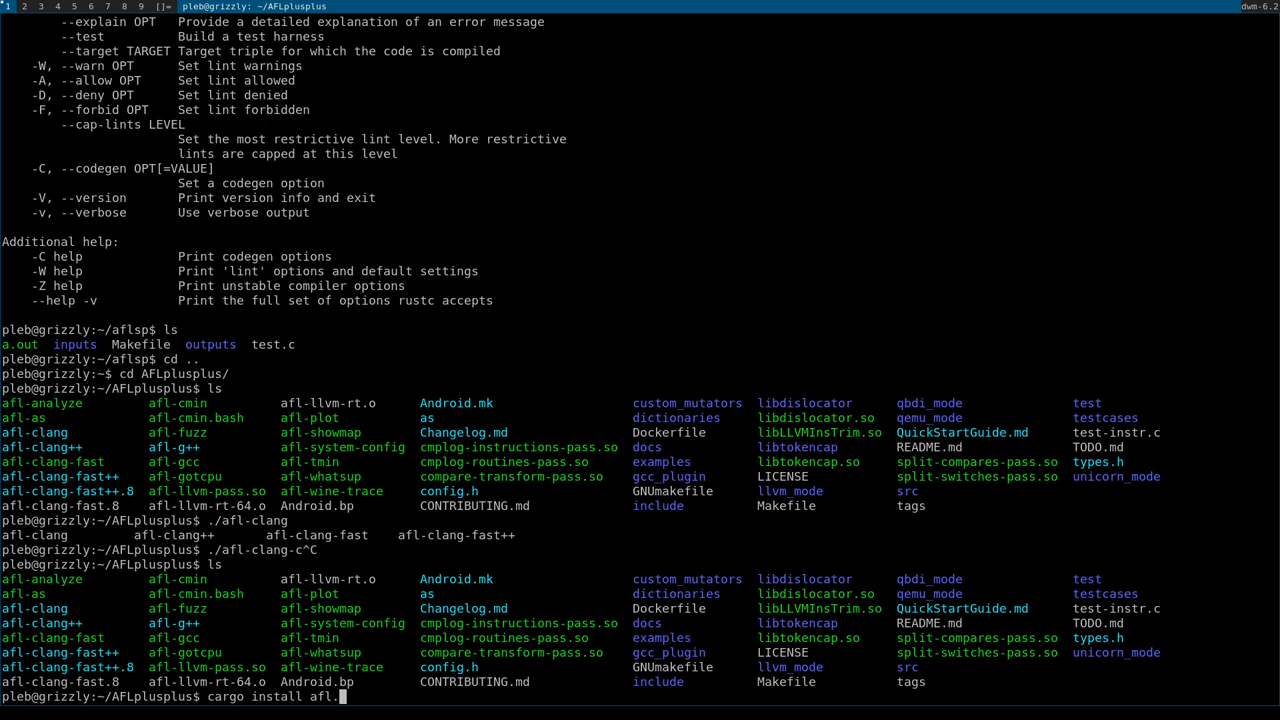 1 2 3 4 5 6 7 8 9 []= pleb@grizzly: ~/AFLplusplus dwm-6.2
--explain OPT Provide a detailed explanation of an error message
--test Build a test harness
--target TARGET Target triple for which the code is compiled
-W, --warn OPT Set lint warnings
-A, --allow OPT Set lint allowed
-D, --deny OPT Set lint denied
-F, --forbid OPT Set lint forbidden
--cap-lints LEVEL
Set the most restrictive lint level. More restrictive
lints are capped at this level
-C, --codegen OPT[=VALUE]
Set a codegen option
-V, --version Print version info and exit
-v, --verbose Use verbose output
Additional help:
-C help Print codegen options
-W help Print 'lint' options and default settings
-Z help Print unstable compiler options
--help -v Print the full set of options rustc accepts
pleb@grizzly:~/aflsp$ ls
a.out inputs Makefile outputs test.c
pleb@grizzly:~/aflsp$ cd ..
pleb@grizzly:~$ cd AFLplusplus/
pleb@grizzly:~/AFLplusplus$ ls
afl-analyze afl-cmin afl-llvm-rt.o Android.mk custom_mutators libdislocator qbdi_mode test
afl-as afl-cmin.bash afl-plot as dictionaries libdislocator.so qemu_mode testcases
afl-clang afl-fuzz afl-showmap Changelog.md Dockerfile libLLVMInsTrim.so QuickStartGuide.md test-instr.c
afl-clang++ afl-g++ afl-system-config cmplog-instructions-pass.so docs libtokencap README.md TODO.md
afl-clang-fast afl-gcc afl-tmin cmplog-routines-pass.so examples libtokencap.so split-compares-pass.so types.h
afl-clang-fast++ afl-gotcpu afl-whatsup compare-transform-pass.so gcc_plugin LICENSE split-switches-pass.so unicorn_mode
afl-clang-fast++.8 afl-llvm-pass.so afl-wine-trace config.h GNUmakefile llvm_mode src
afl-clang-fast.8 afl-llvm-rt-64.o Android.bp CONTRIBUTING.md include Makefile tags
pleb@grizzly:~/AFLplusplus$ ./afl-clang
afl-clang afl-clang++ afl-clang-fast afl-clang-fast++
pleb@grizzly:~/AFLplusplus$ ./afl-clang-c^C
pleb@grizzly:~/AFLplusplus$ ls
afl-analyze afl-cmin afl-llvm-rt.o Android.mk custom_mutators libdislocator qbdi_mode test
afl-as afl-cmin.bash afl-plot as dictionaries libdislocator.so qemu_mode testcases
afl-clang afl-fuzz afl-showmap Changelog.md Dockerfile libLLVMInsTrim.so QuickStartGuide.md test-instr.c
afl-clang++ afl-g++ afl-system-config cmplog-instructions-pass.so docs libtokencap README.md TODO.md
afl-clang-fast afl-gcc afl-tmin cmplog-routines-pass.so examples libtokencap.so split-compares-pass.so types.h
afl-clang-fast++ afl-gotcpu afl-whatsup compare-transform-pass.so gcc_plugin LICENSE split-switches-pass.so unicorn_mode
afl-clang-fast++.8 afl-llvm-pass.so afl-wine-trace config.h GNUmakefile llvm_mode src
afl-clang-fast.8 afl-llvm-rt-64.o Android.bp CONTRIBUTING.md include Makefile tags
pleb@grizzly:~/AFLplusplus$ cargo install afl.